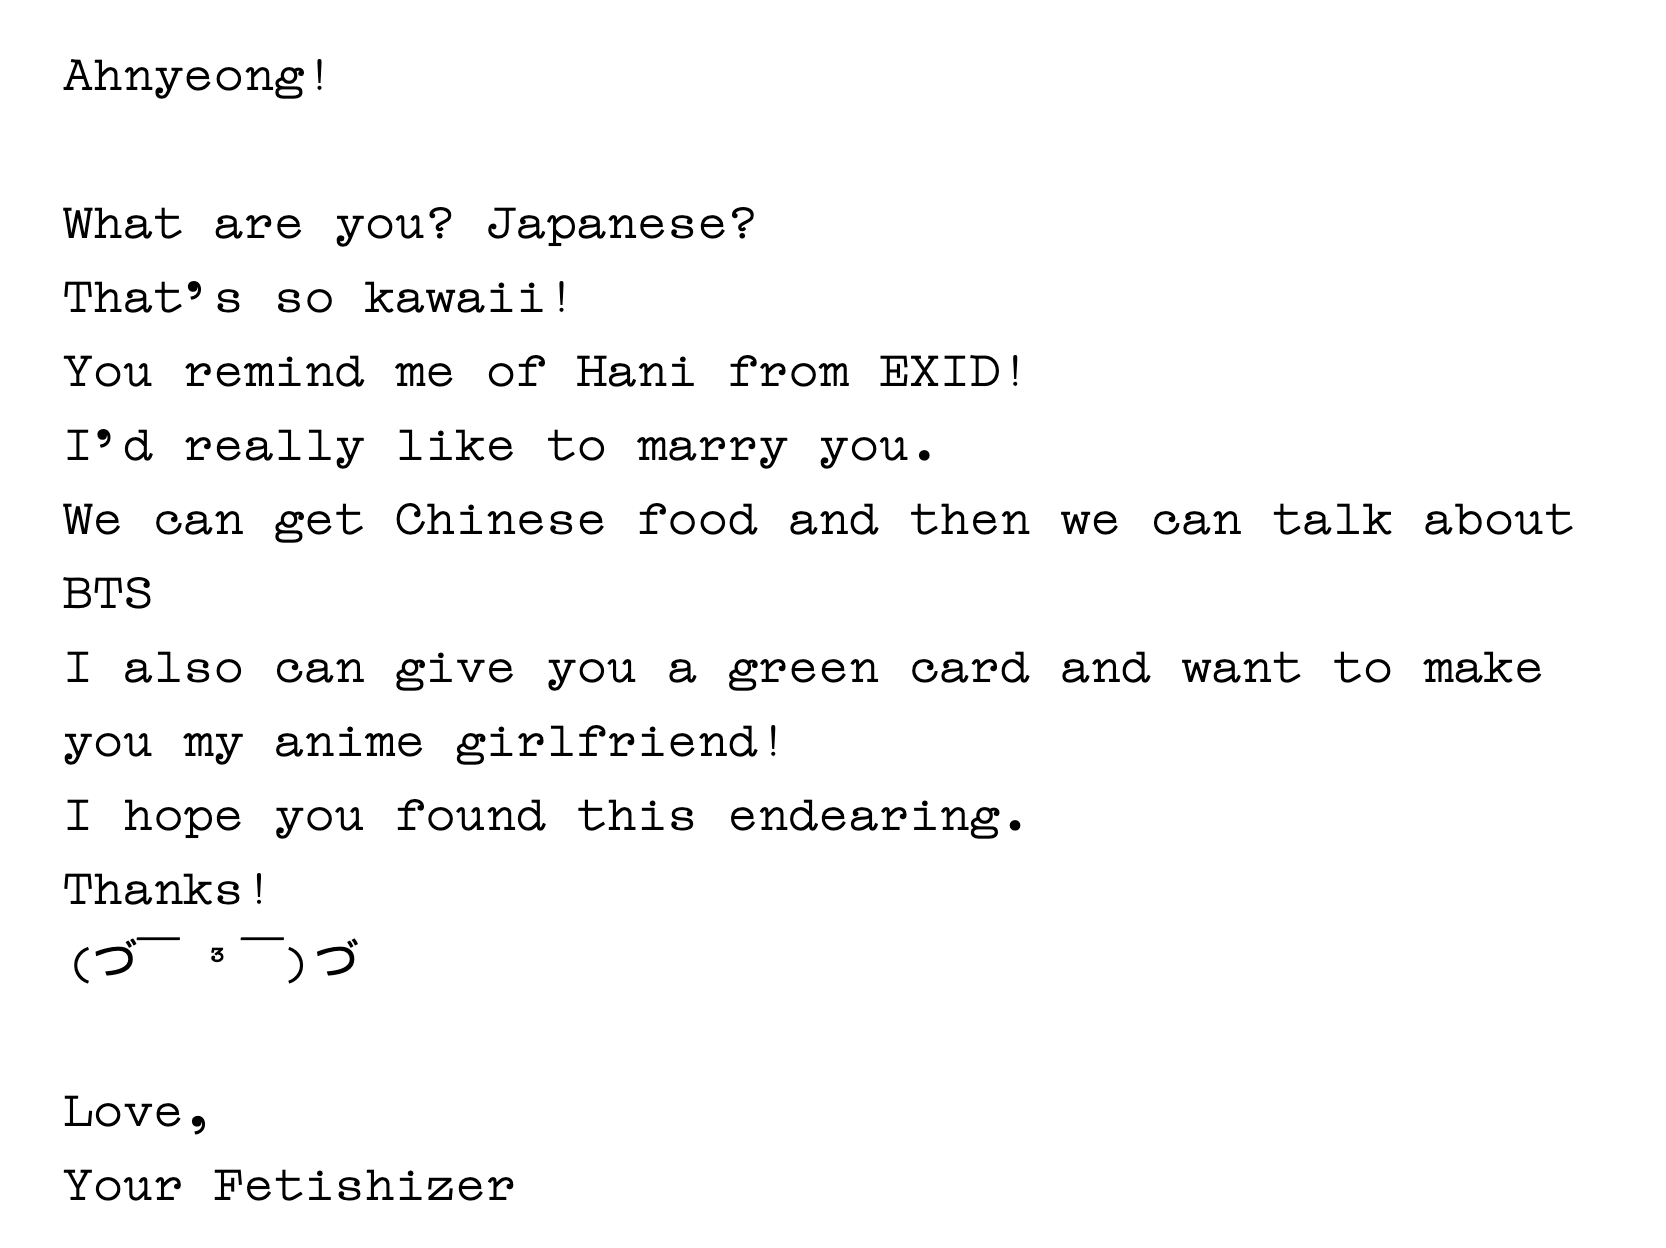 Ahnyeong!
What are you? Japanese?
That’s so kawaii!
You remind me of Hani from EXID!
I’d really like to marry you.
We can get Chinese food and then we can talk about
BTS
I also can give you a green card and want to make
you my anime girlfriend!
I hope you found this endearing.
Thanks!
(づ￣ ³￣)づ
Love,
Your Fetishizer